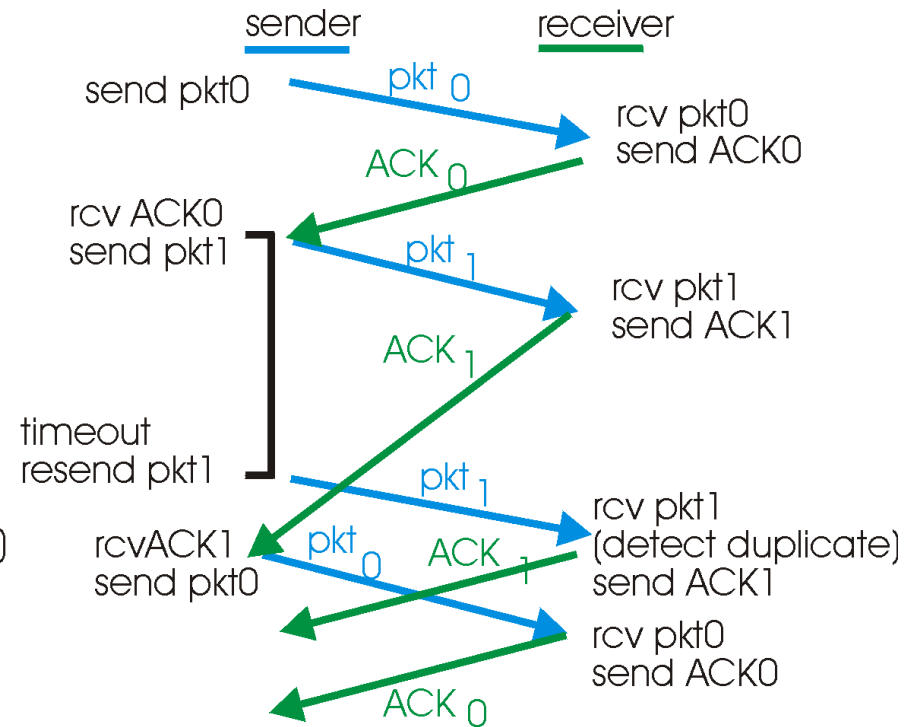 sender
receiver
send pkt0
pkt 0
rcv pkt0
send ACK0
ACK 0
rcv ACK0
send pkt1
pkt 1
rcv pkt1
send ACK1
ACK 1
timeout
resend pkt1
pkt 1
rcv pkt1
(detect duplicate)
send ACK1
rcvACK1
send pkt0
pkt 0
ACK 1
rcv pkt0
send ACK0
ACK 0